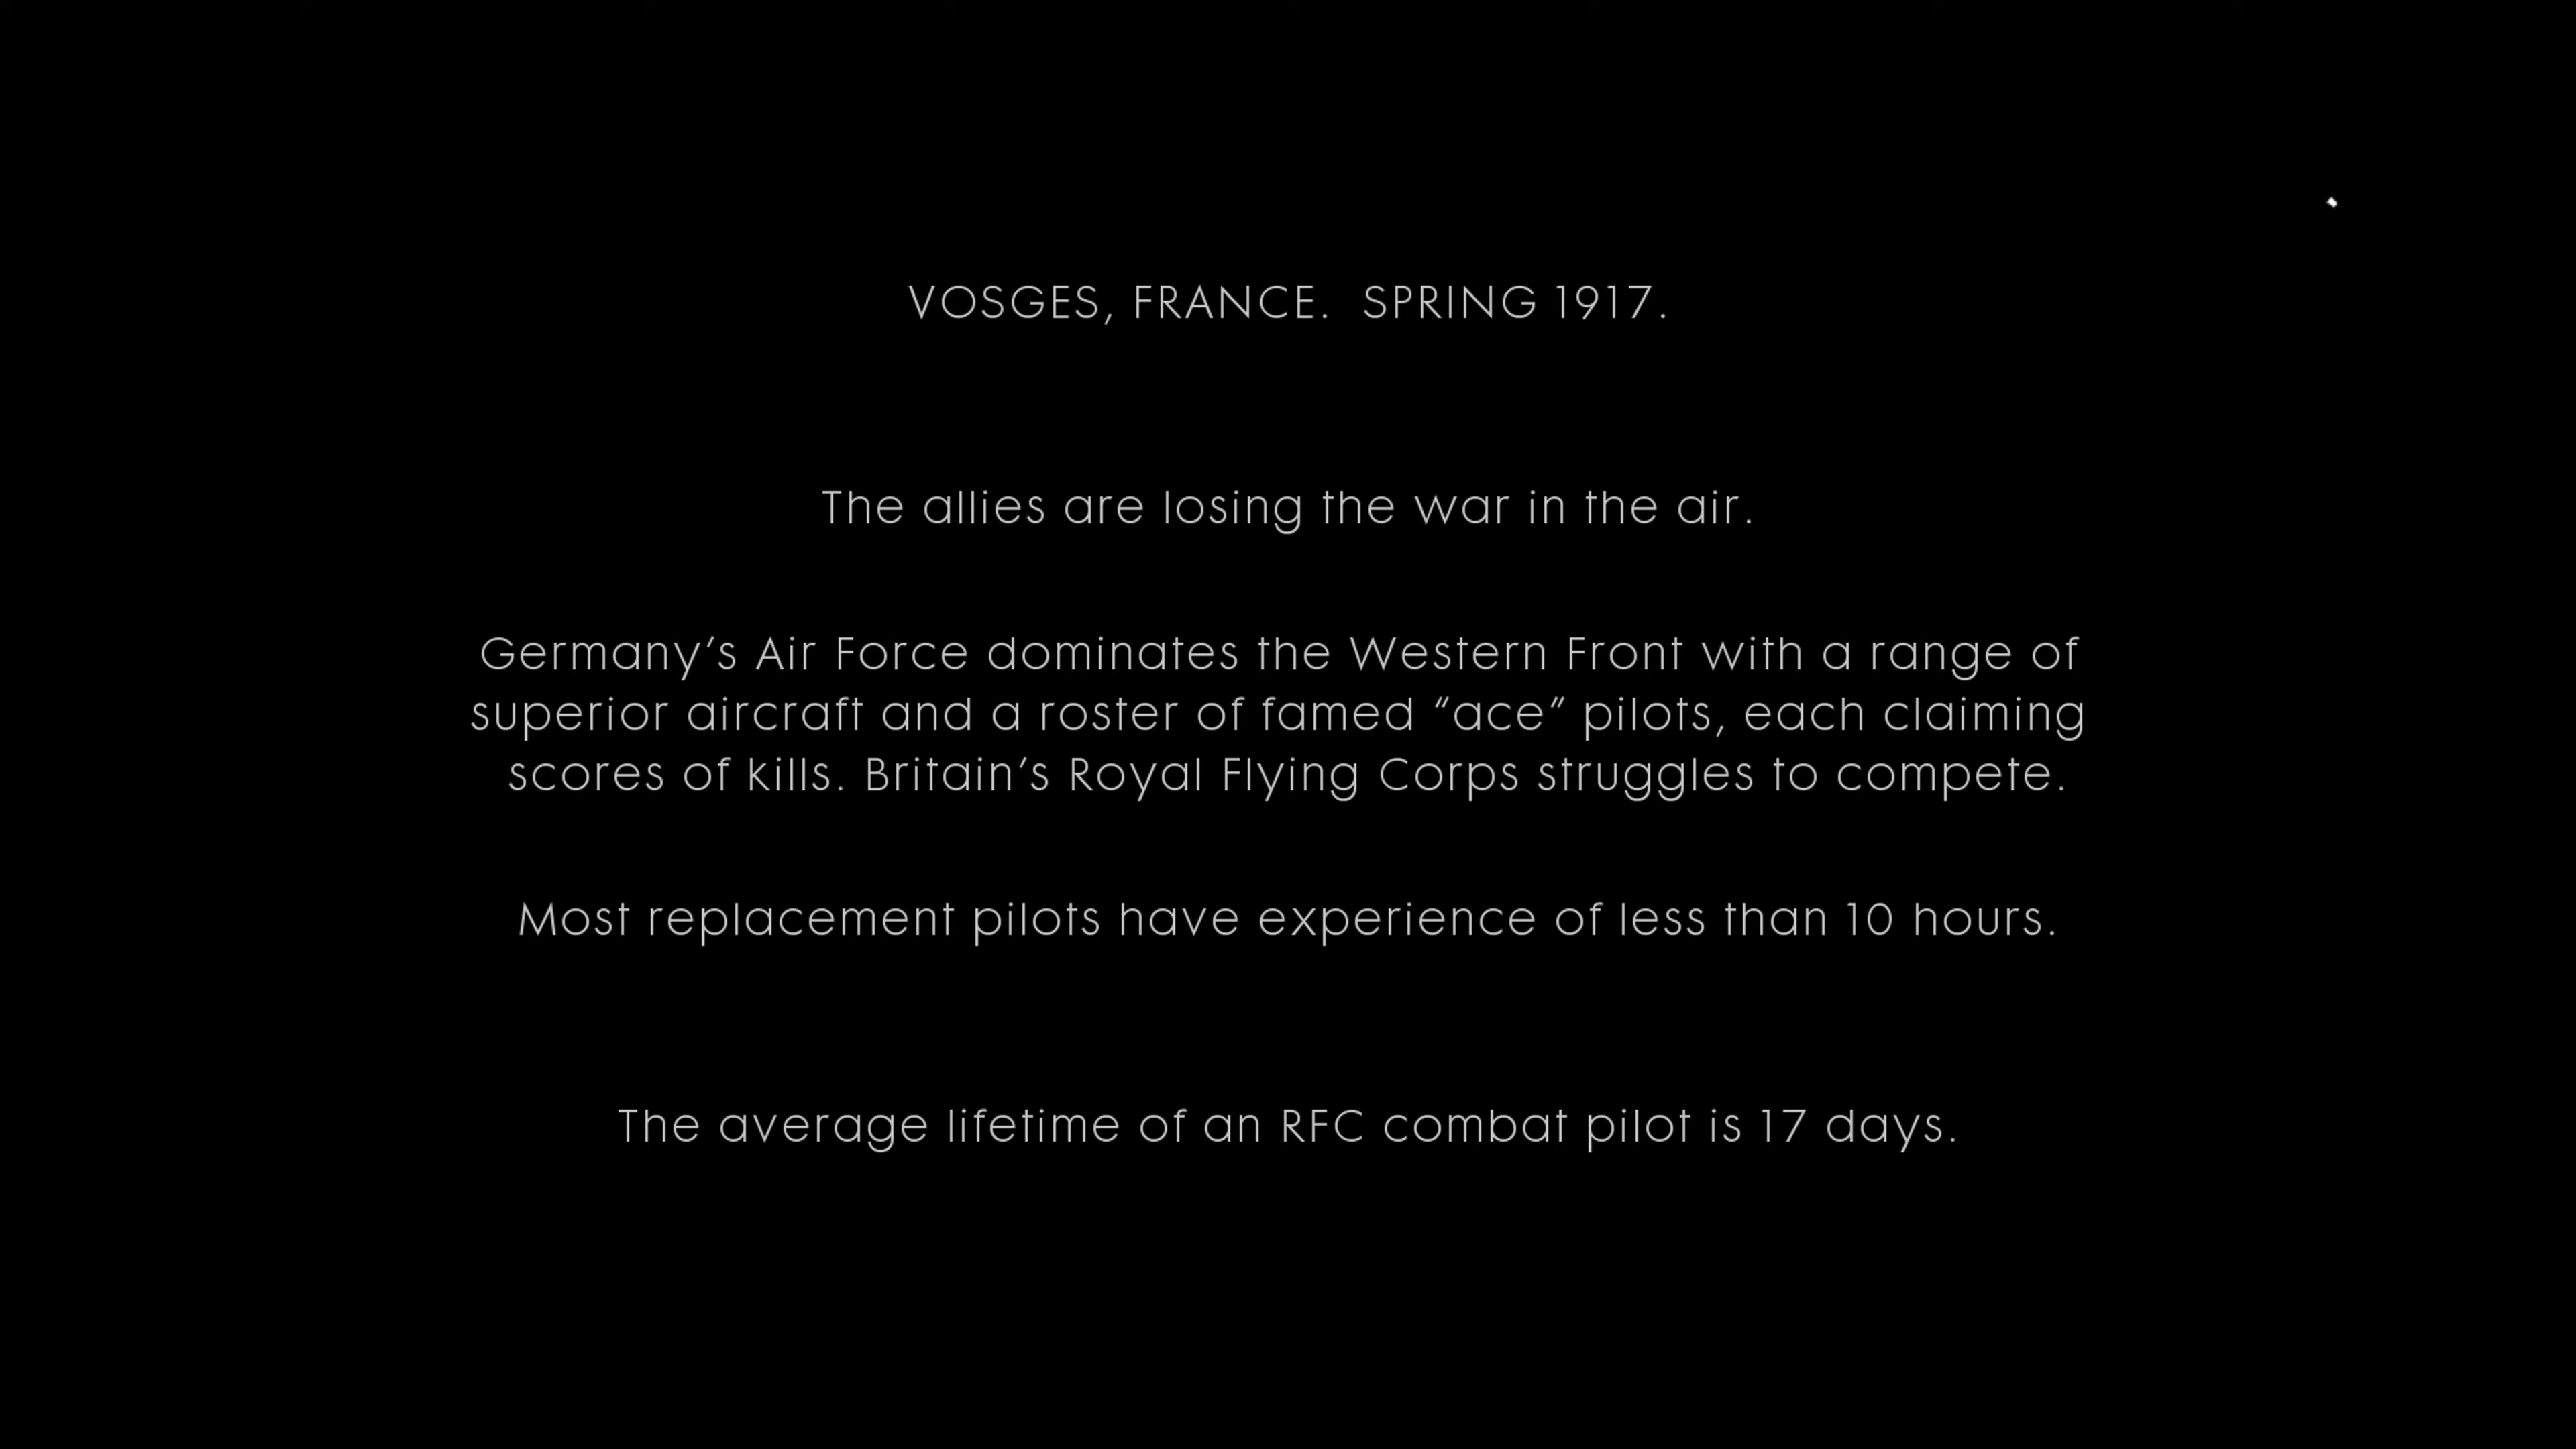 VOSGES, FRANCE.  SPRING 1917.
The allies are losing the war in the air.
Germany’s Air Force dominates the Western Front with a range of
superior aircraft and a roster of famed “ace” pilots, each claiming
scores of kills. Britain’s Royal Flying Corps struggles to compete.
Most replacement pilots have experience of less than 10 hours.
The average lifetime of an RFC combat pilot is 17 days.